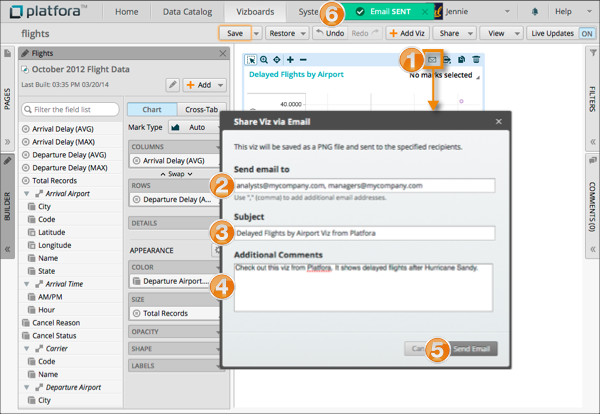 platfora™ Home Data Catalog Vizboards 6 Email SENT Jennie Help
flights Save Restore Undo Redo + Add Viz Share View Live Updates ON
PAGES
BUILDER
FILTERS
COMMENTS(0)
Flights
October 2012 Flight Data
Last Built: 03:35 PM 03/20/14
+ Add
Filter the field list
Arrival Delay (AVG)
Arrival Delay (MAX)
Departure Delay (AVG)
Departure Delay (MAX)
Total Records
Arrival Airport
City
Code
Latitude
Longitude
Name
State
Arrival Time
AM/PM
Hour
Cancel Reason
Cancel Status
Carrier
Code
Name
Departure Airport
City
Chart Cross-Tab
Mark Type Auto
COLUMNS
Arrival Delay (AVG)
Swap
ROWS
Departure Delay (A...
DETAILS
APPEARANCE
COLOR
Departure Airport....
SIZE
Total Records
OPACITY
SHAPE
LABELS
1
Delayed Flights by Airport No marks selected
40.0000
Share Viz via Email
This viz will be saved as a PNG file and sent to the specified recipients.
Send email to
2 analysts@mycompany.com, managers@mycompany.com
Use "," (comma) to add additional email addresses.
Subject
3 Delayed Flights by Airport Viz from Platfora
Additional Comments
Check out this viz from Platfora. It shows delayed flights after Hurricane Sandy.
4
5 Send Email